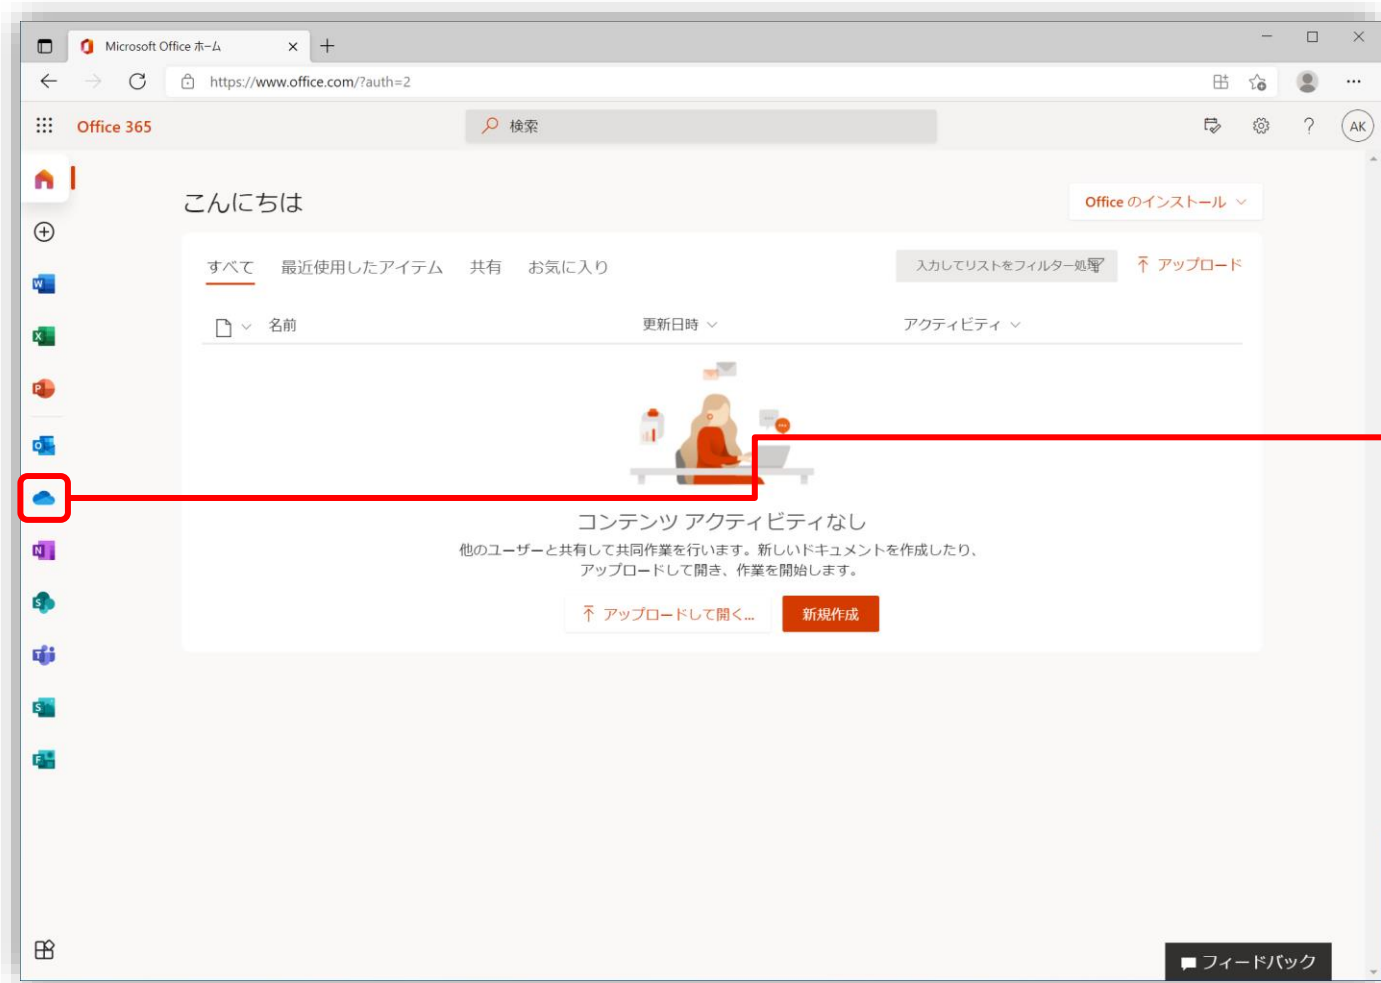 Microsoft Office ホーム
https://www.office.com/?auth=2
Office 365
検索
AK
こんにちは
Office のインストール
すべて 最近使用したアイテム 共有 お気に入り
入力してリストをフィルター処理
アップロード
名前 更新日時 アクティビティ
コンテンツ アクティビティなし
他のユーザーと共有して共同作業を行います。新しいドキュメントを作成したり、
アップロードして開き、作業を開始します。
アップロードして開く...
新規作成
フィードバック